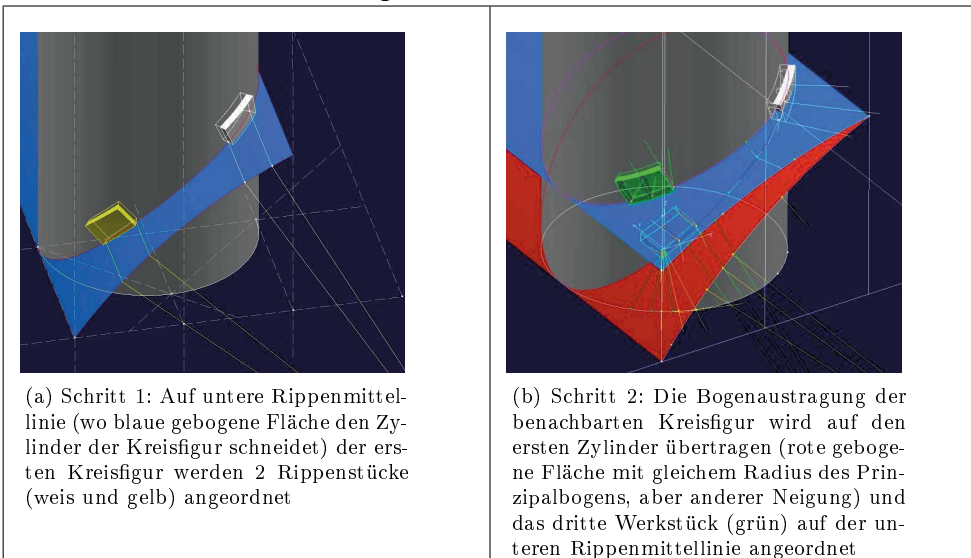 (a) Schritt 1: Auf untere Rippenmittel-
linie (wo blaue gebogene Fläche den Zy-
linder der Kreisfigur schneidet) der ers-
ten Kreisfigur werden 2 Rippenstücke
(weis und gelb) angeordnet
(b) Schritt 2: Die Bogenaustragung der
benachbarten Kreisfigur wird auf den
ersten Zylinder übertragen (rote geboge-
ne Fläche mit gleichem Radius des Prin-
zipalbogens, aber anderer Neigung) und
das dritte Werkstück (grün) auf der un-
teren Rippenmittellinie angeordnet